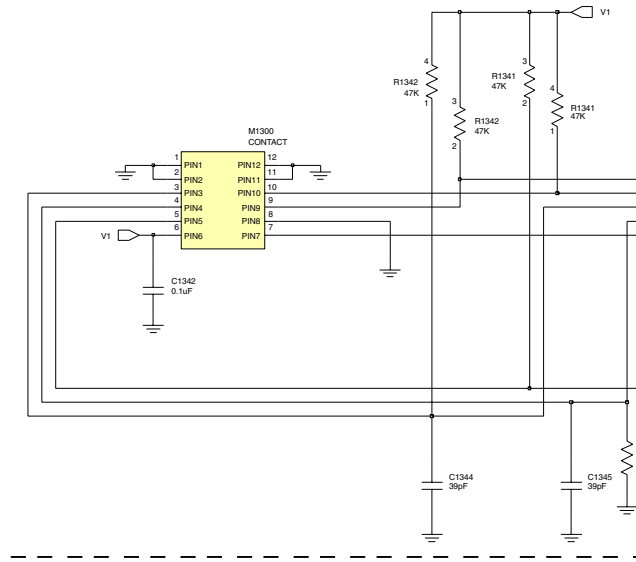 V1
4
R1342
47K
1
3
R1342
47K
2
3
R1341
47K
2
4
R1341
47K
1
M1300
CONTACT
1 PIN1 PIN12 12
2 PIN2 PIN11 11
3 PIN3 PIN10 10
4 PIN4 PIN9 9
5 PIN5 PIN8 8
6 PIN6 PIN7 7
V1
C1342
0.1uF
C1344
39pF
C1345
39pF